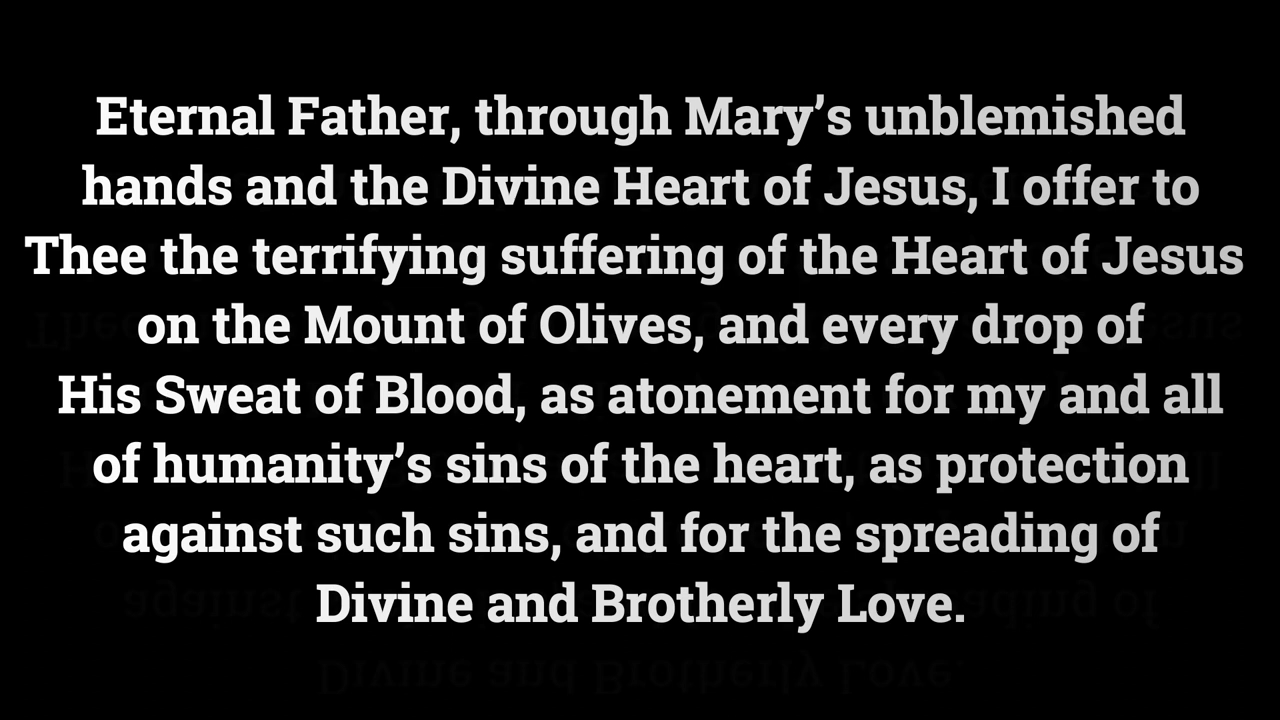 Eternal Father, through Mary’s unblemished
hands and the Divine Heart of Jesus, I offer to
Thee the terrifying suffering of the Heart of Jesus
on the Mount of Olives, and every drop of
His Sweat of Blood, as atonement for my and all
of humanity’s sins of the heart, as protection
against such sins, and for the spreading of
Divine and Brotherly Love.